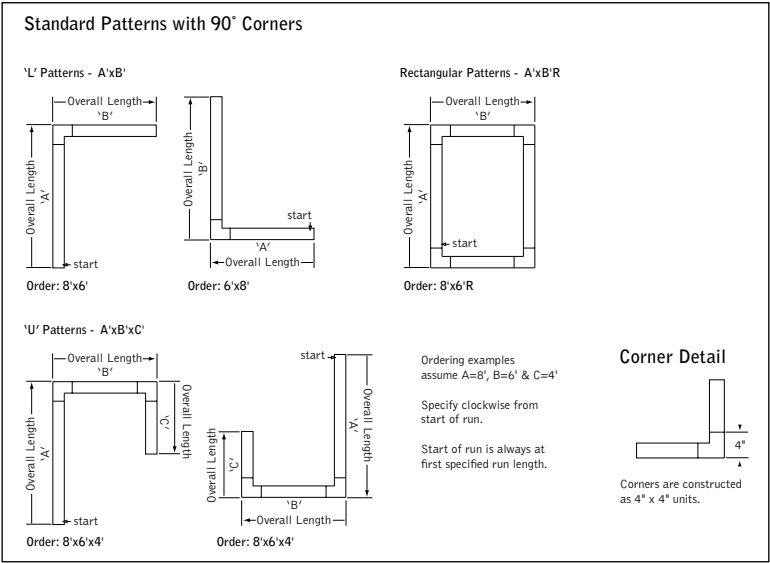 Standard Patterns with 90° Corners
‘L’ Patterns - A'xB'
Overall Length
‘B’
Overall Length
‘A’
start
Order: 8'x6'
Overall Length
‘B’
start
‘A’
Overall Length
Order: 6'x8'
Rectangular Patterns - A'xB'R
Overall Length
‘B’
Overall Length
‘A’
start
Order: 8'x6'R
‘U’ Patterns - A'xB'xC'
Overall Length
‘B’
Overall Length
‘A’
‘C’
Overall Length
start
Order: 8'x6'x4'
start
Overall Length
‘C’
‘A’
Overall Length
‘B’
Overall Length
Order: 8'x6'x4'
Ordering examples
assume A=8', B=6' & C=4'
Specify clockwise from
start of run.
Start of run is always at
first specified run length.
Corner Detail
4"
Corners are constructed
as 4" x 4" units.